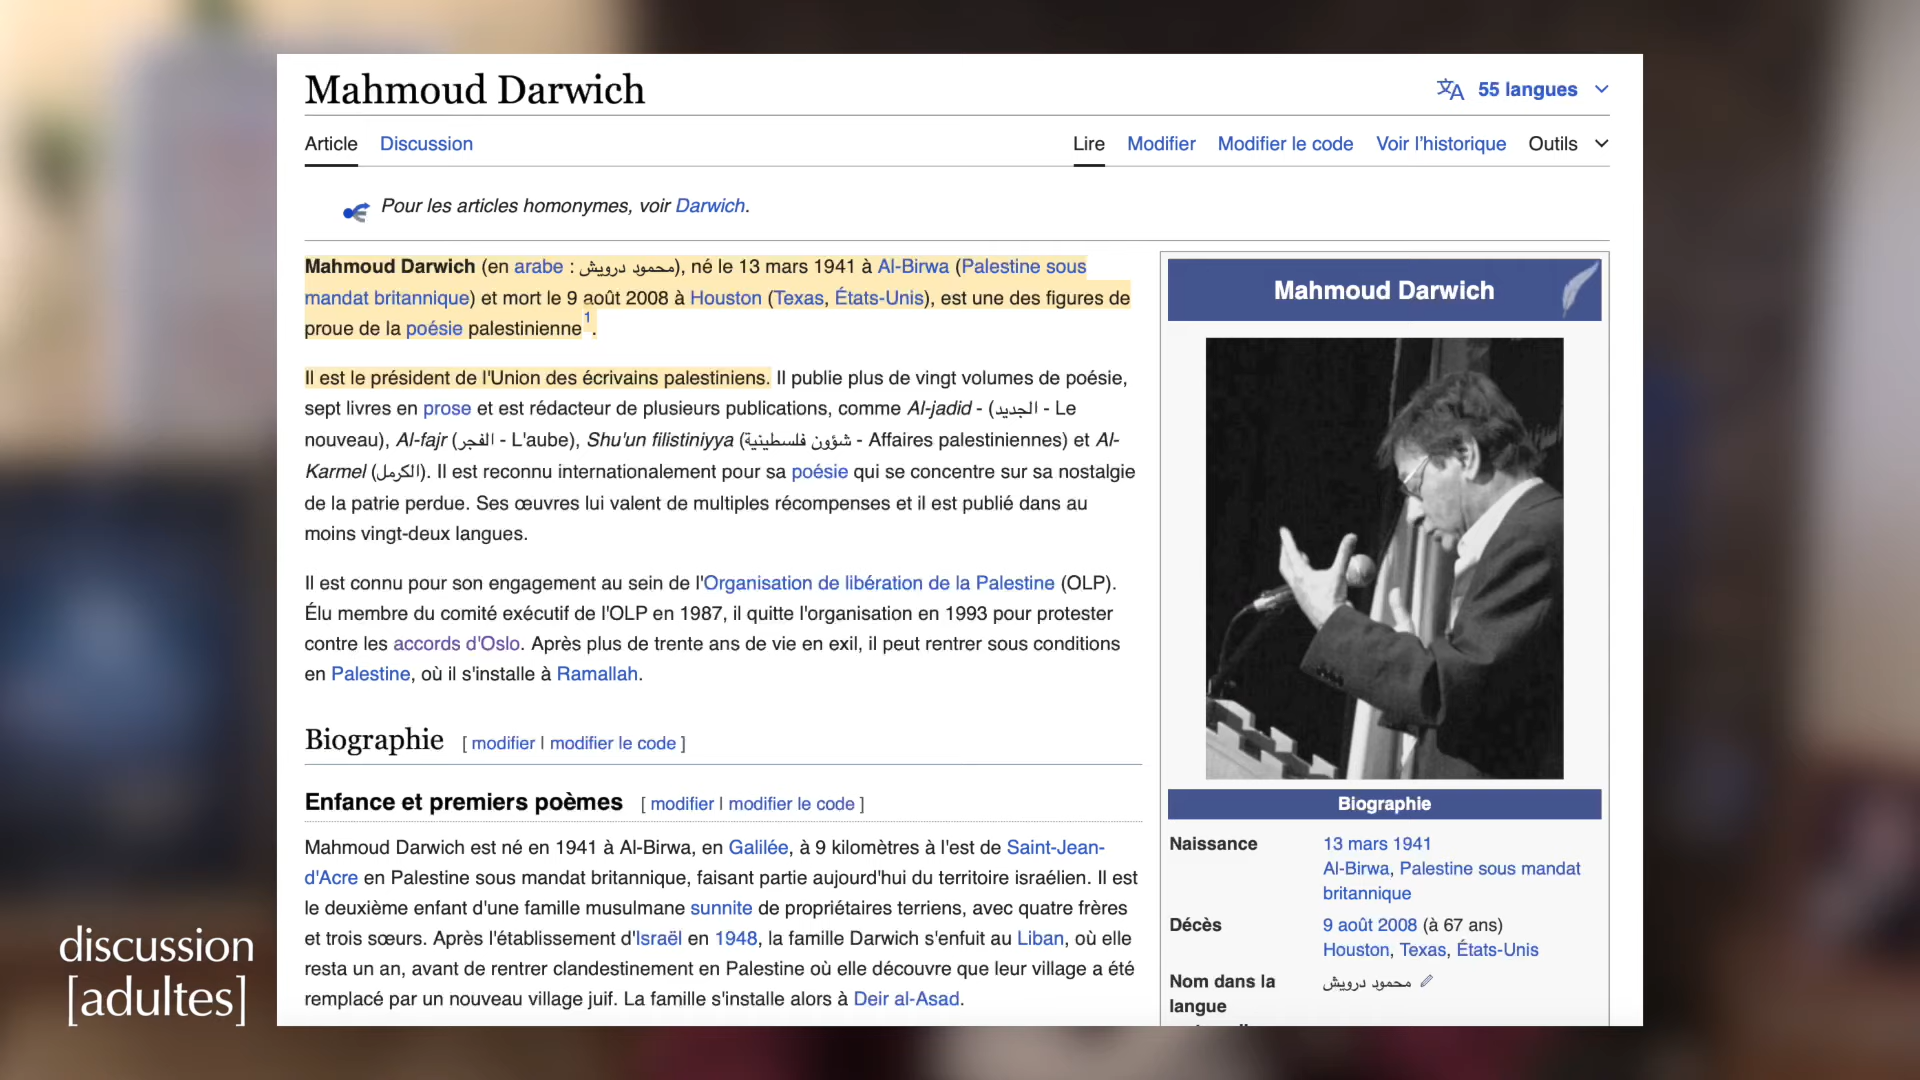 Mahmoud Darwich
55 langues
Article Discussion
Lire Modifier Modifier le code Voir l'historique Outils
Pour les articles homonymes, voir Darwich.
Mahmoud Darwich (en arabe : محمود درويش), né le 13 mars 1941 à Al-Birwa (Palestine sous
mandat britannique) et mort le 9 août 2008 à Houston (Texas, États-Unis), est une des figures de
proue de la poésie palestinienne1.
Il est le président de l'Union des écrivains palestiniens. Il publie plus de vingt volumes de poésie,
sept livres en prose et est rédacteur de plusieurs publications, comme Al-jadid - (الجديد - Le
nouveau), Al-fajr (الفجر - L'aube), Shu'un filistiniyya (شؤون فلسطينية - Affaires palestiniennes) et Al-
Karmel (الكرمل). Il est reconnu internationalement pour sa poésie qui se concentre sur sa nostalgie
de la patrie perdue. Ses œuvres lui valent de multiples récompenses et il est publié dans au
moins vingt-deux langues.
Il est connu pour son engagement au sein de l'Organisation de libération de la Palestine (OLP).
Élu membre du comité exécutif de l'OLP en 1987, il quitte l'organisation en 1993 pour protester
contre les accords d'Oslo. Après plus de trente ans de vie en exil, il peut rentrer sous conditions
en Palestine, où il s'installe à Ramallah.
Biographie [ modifier | modifier le code ]
Enfance et premiers poèmes [ modifier | modifier le code ]
Mahmoud Darwich est né en 1941 à Al-Birwa, en Galilée, à 9 kilomètres à l'est de Saint-Jean-
d'Acre en Palestine sous mandat britannique, faisant partie aujourd'hui du territoire israélien. Il est
le deuxième enfant d'une famille musulmane sunnite de propriétaires terriens, avec quatre frères
et trois sœurs. Après l'établissement d'Israël en 1948, la famille Darwich s'enfuit au Liban, où elle
resta un an, avant de rentrer clandestinement en Palestine où elle découvre que leur village a été
remplacé par un nouveau village juif. La famille s'installe alors à Deir al-Asad.
Mahmoud Darwich
Biographie
Naissance 13 mars 1941
Al-Birwa, Palestine sous mandat
britannique
Décès 9 août 2008 (à 67 ans)
Houston, Texas, États-Unis
Nom dans la محمود درويش
langue
discussion
[adultes]